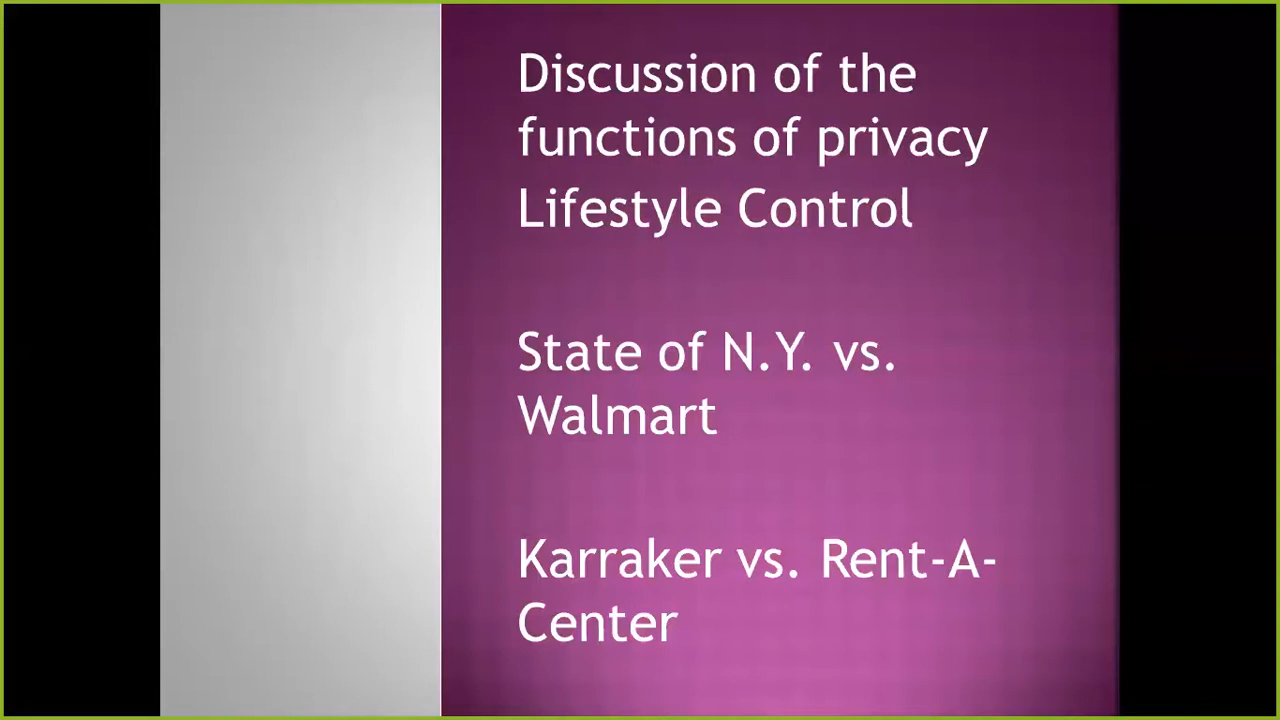 Discussion of the
functions of privacy
Lifestyle Control
State of N.Y. vs.
Walmart
Karraker vs. Rent-A-
Center